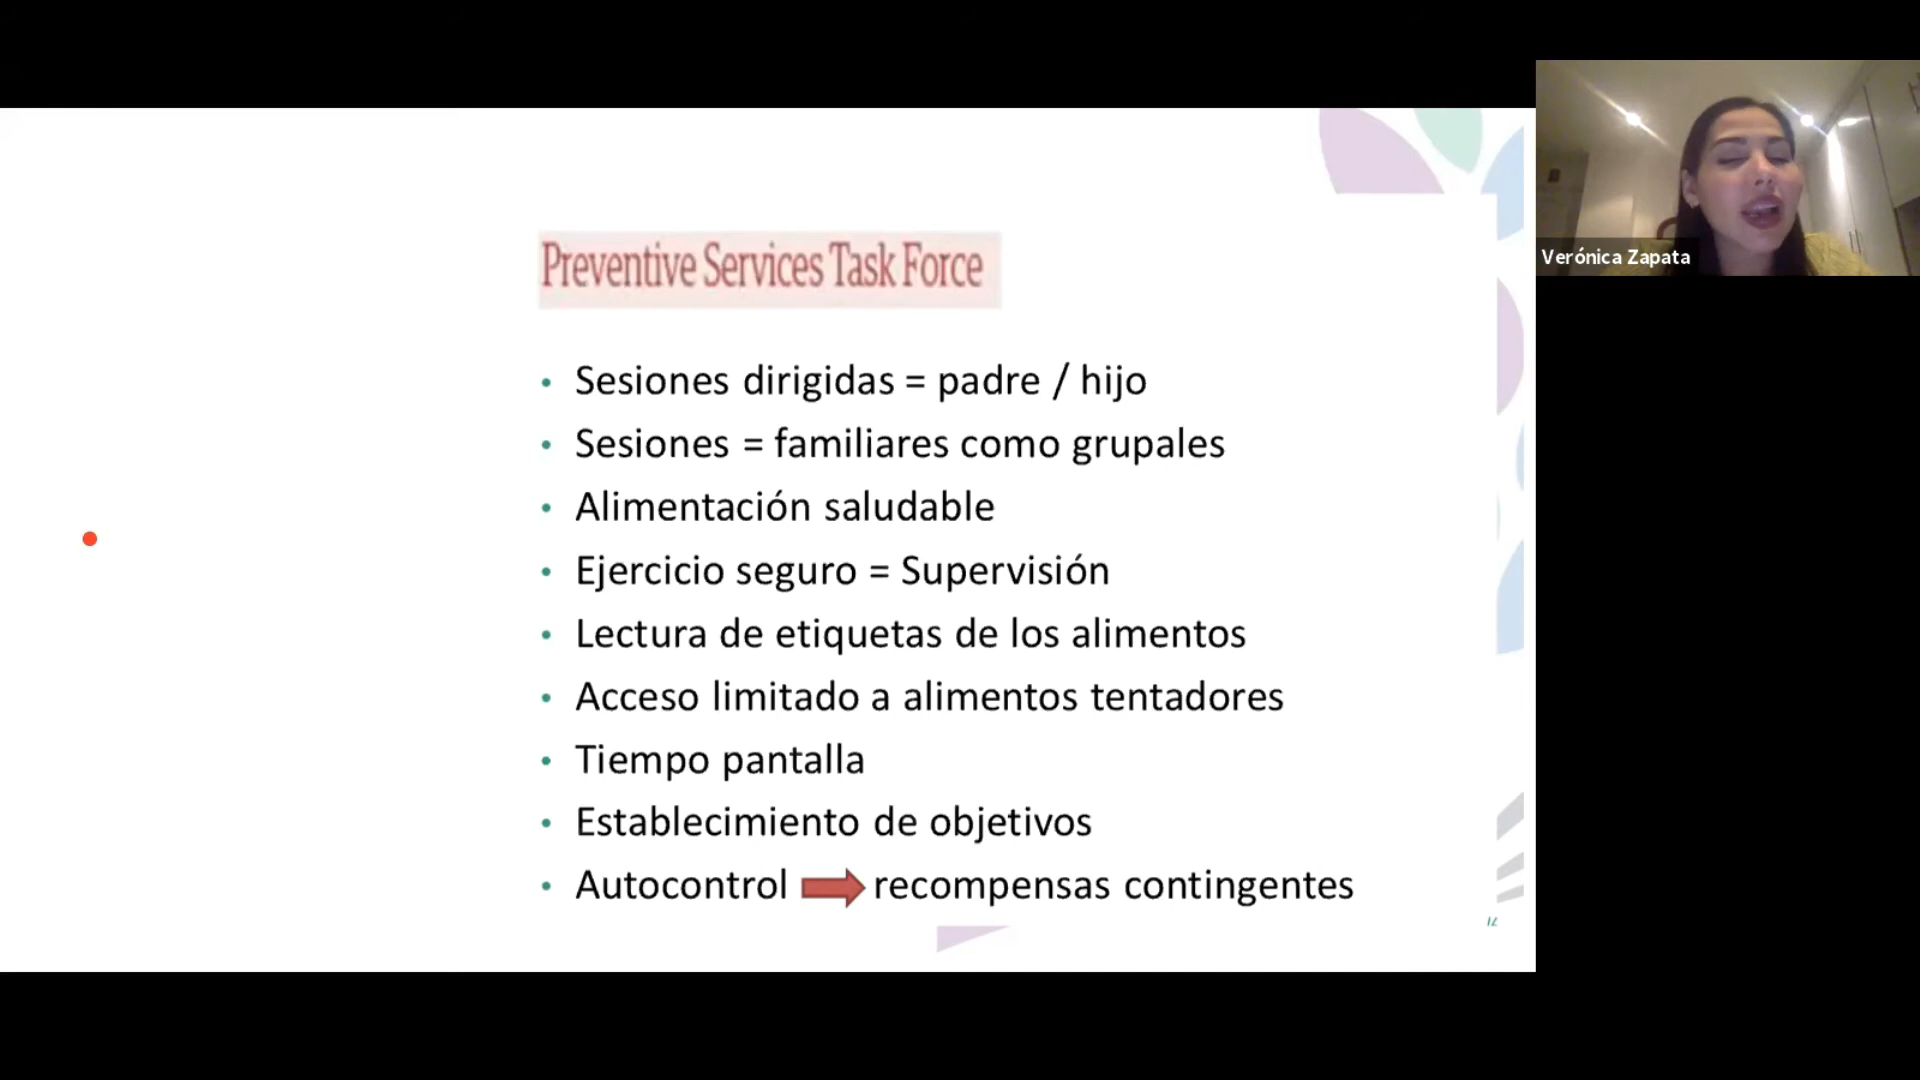 Preventive Services Task Force
• Sesiones dirigidas = padre / hijo
• Sesiones = familiares como grupales
• Alimentación saludable
• Ejercicio seguro = Supervisión
• Lectura de etiquetas de los alimentos
• Acceso limitado a alimentos tentadores
• Tiempo pantalla
• Establecimiento de objetivos
• Autocontrol ➡ recompensas contingentes
Verónica Zapata